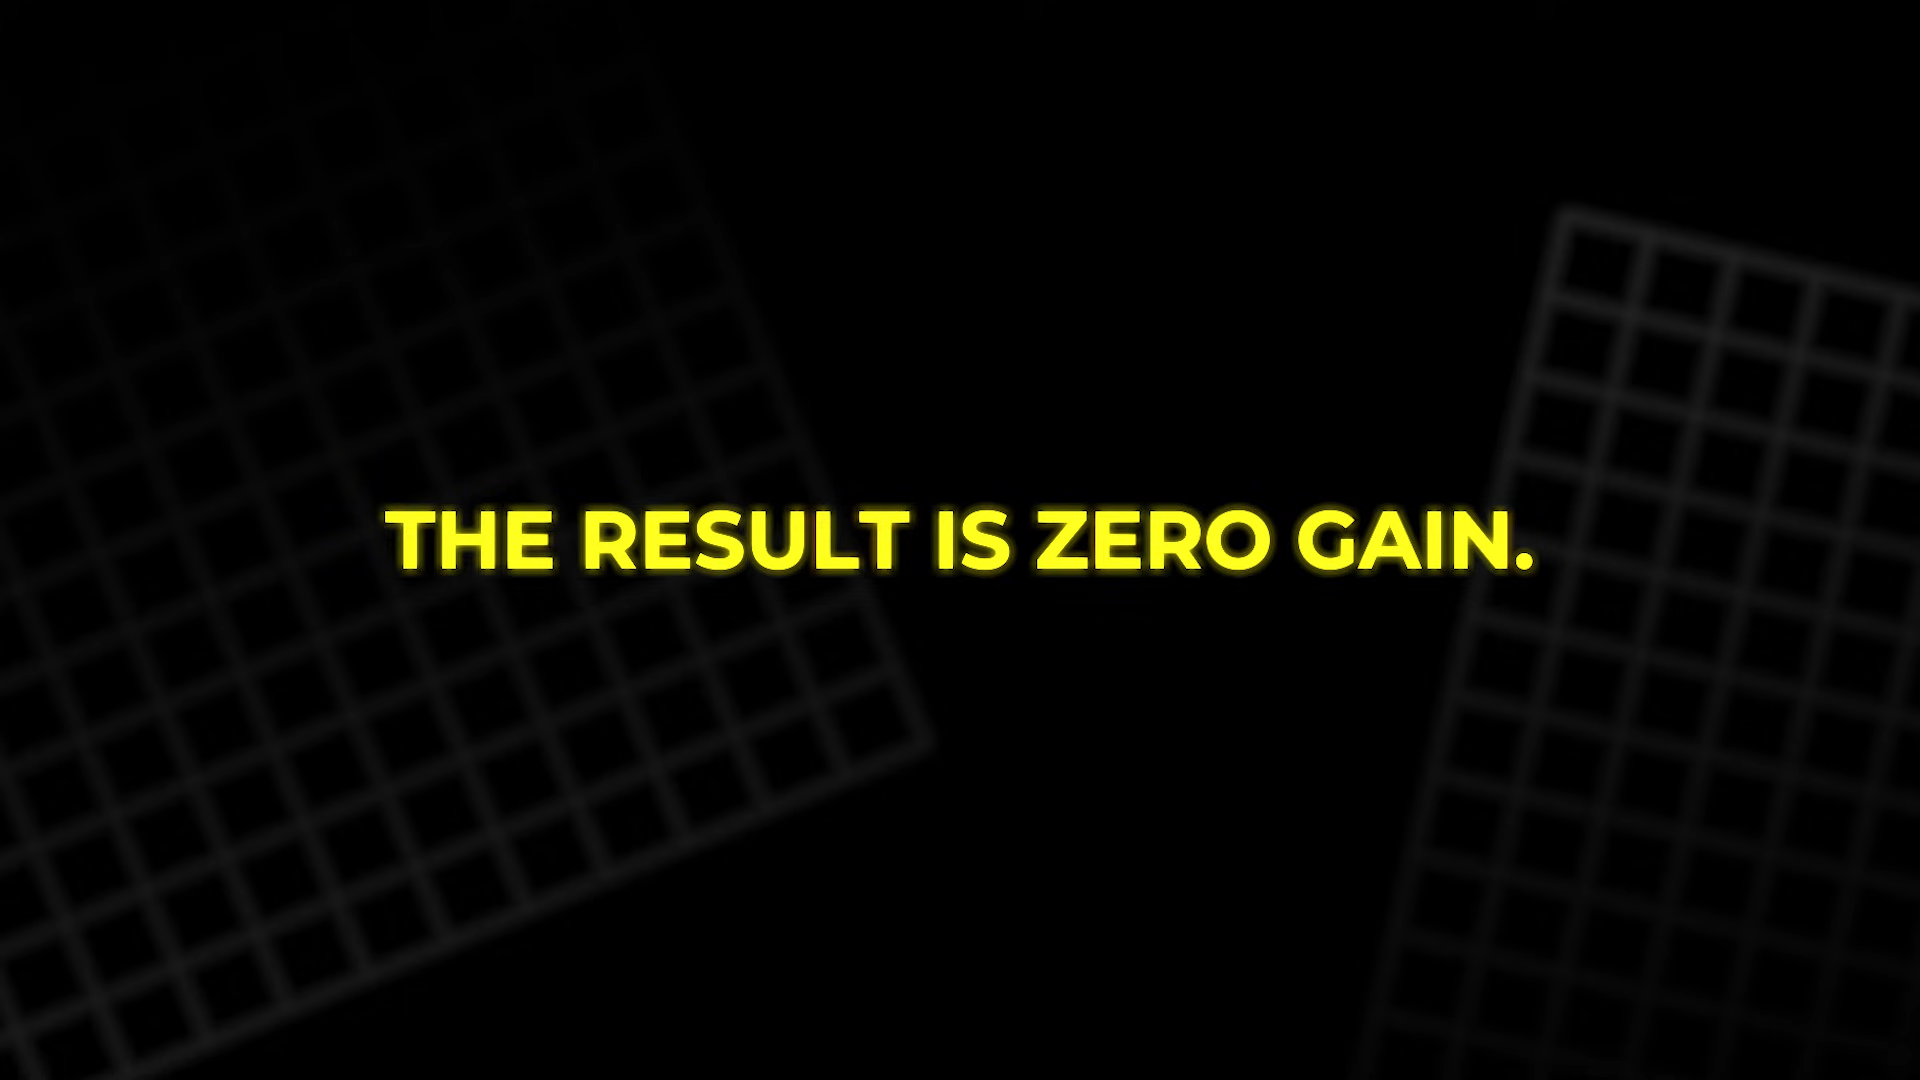 THE RESULT IS ZERO GAIN.